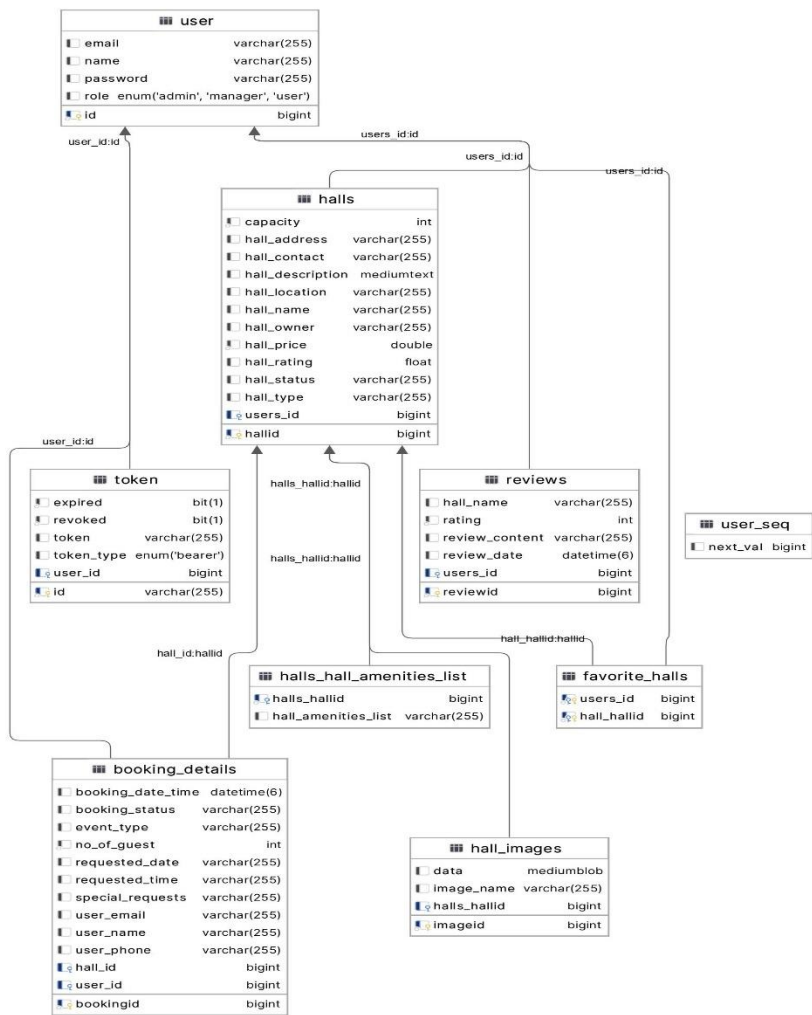 user
email varchar(255)
name varchar(255)
password varchar(255)
role enum('admin', 'manager', 'user')
id bigint
user_id:id
users_id:id
users_id:id
users_id:id
halls
capacity int
hall_address varchar(255)
hall_contact varchar(255)
hall_description mediumtext
hall_location varchar(255)
hall_name varchar(255)
hall_owner varchar(255)
hall_price double
hall_rating float
hall_status varchar(255)
hall_type varchar(255)
users_id bigint
hallid bigint
user_id:id
token
expired bit(1)
revoked bit(1)
token varchar(255)
token_type enum('bearer')
user_id bigint
id varchar(255)
halls_hallid:hallid
halls_hallid:hallid
reviews
hall_name varchar(255)
rating int
review_content varchar(255)
review_date datetime(6)
users_id bigint
reviewid bigint
user_seq
next_val bigint
hall_id:hallid
hall_hallid:hallid
halls_hall_amenities_list
halls_hallid bigint
hall_amenities_list varchar(255)
favorite_halls
users_id bigint
hall_hallid bigint
booking_details
booking_date_time datetime(6)
booking_status varchar(255)
event_type varchar(255)
no_of_guest int
requested_date varchar(255)
requested_time varchar(255)
special_requests varchar(255)
user_email varchar(255)
user_name varchar(255)
user_phone varchar(255)
hall_id bigint
user_id bigint
bookingid bigint
hall_images
data mediumblob
image_name varchar(255)
halls_hallid bigint
imageid bigint